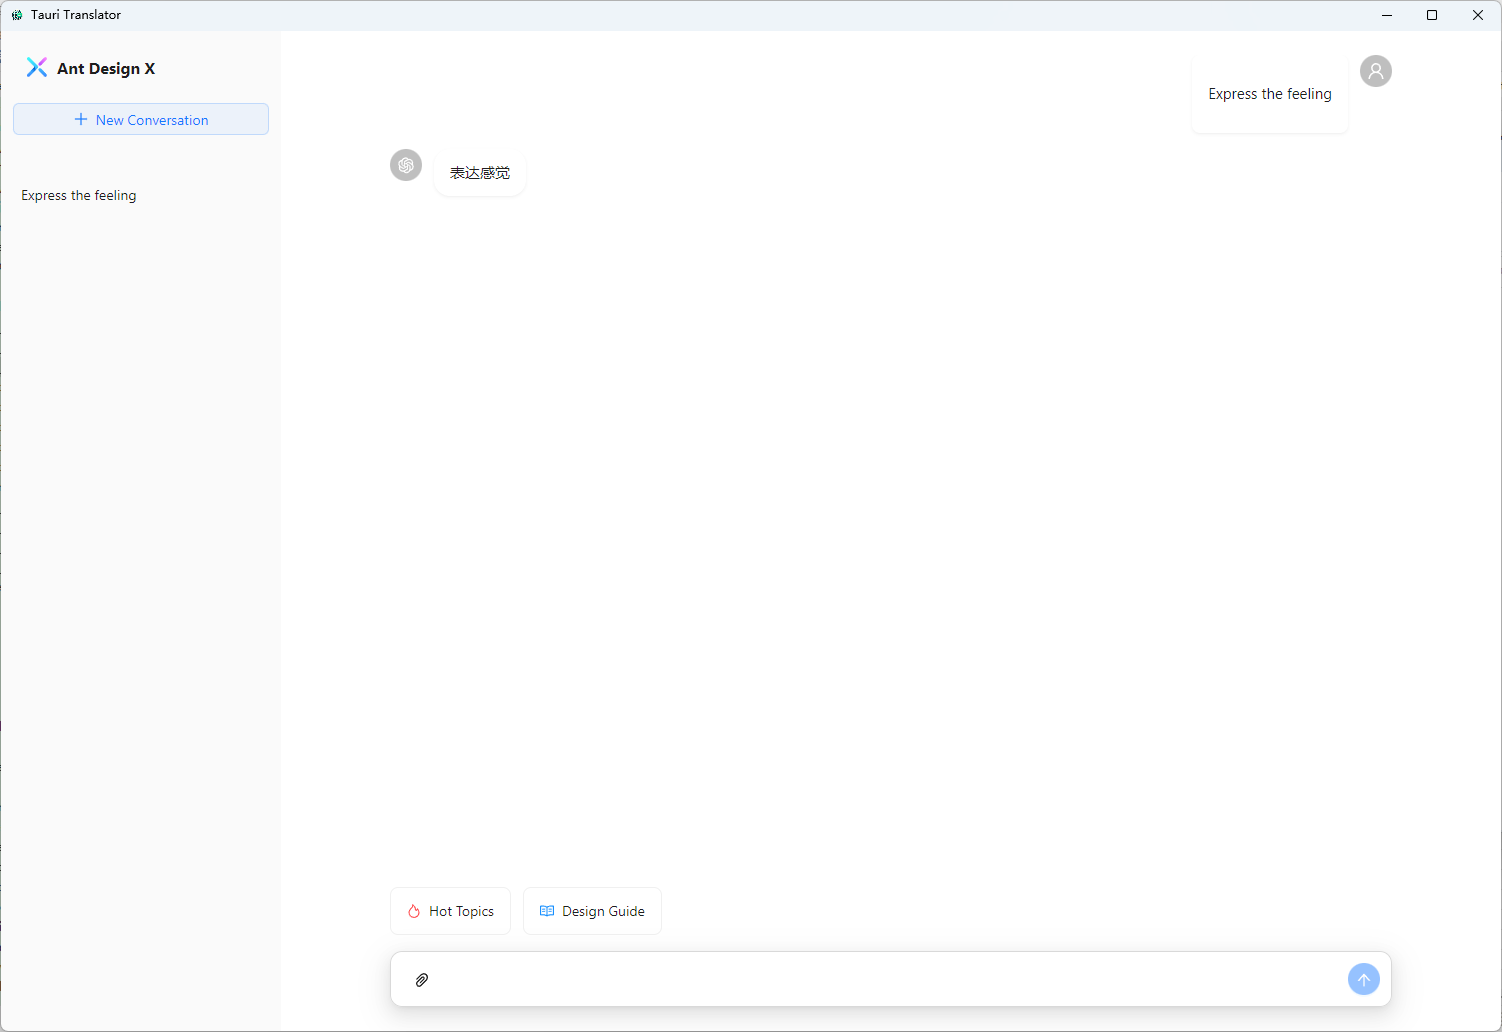 Tauri Translator
Ant Design X
New Conversation
Express the feeling
Express the feeling
表达感觉
Hot Topics
Design Guide